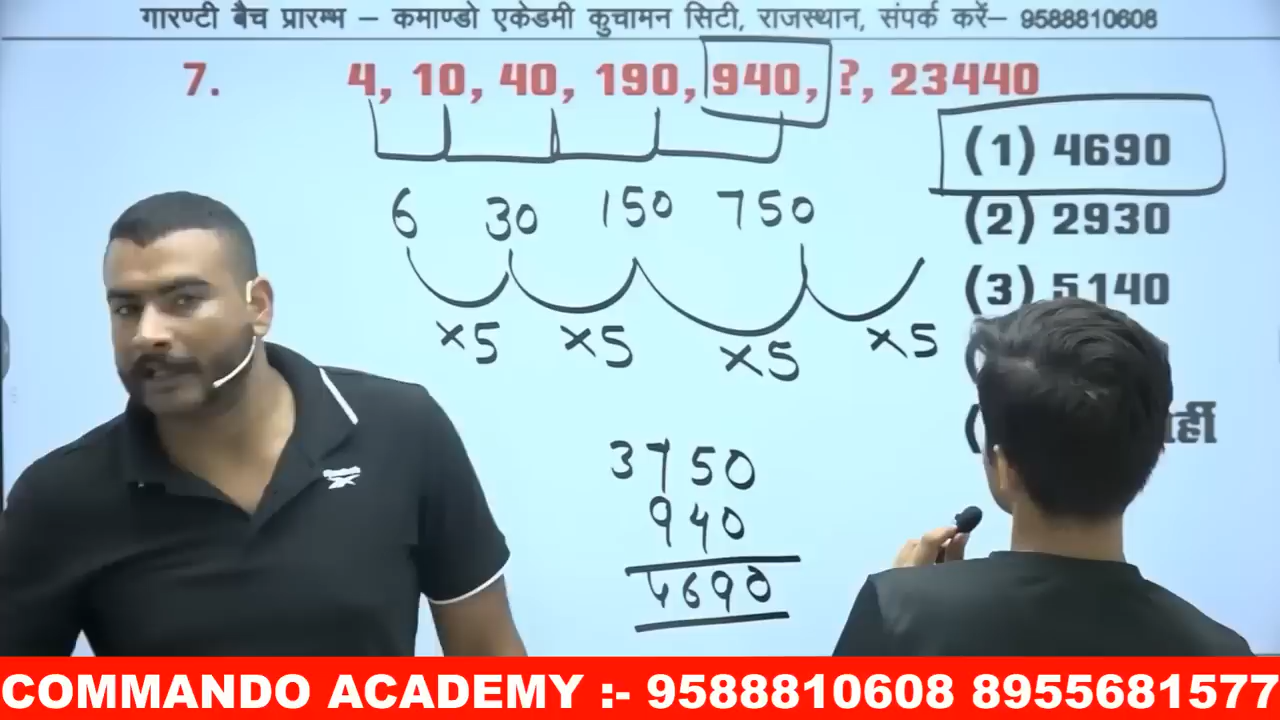 गारण्टी बैच प्रारम्भ – कमाण्डो एकेडमी कुचामन सिटी, राजस्थान, संपर्क करें– 9588810608
7. 4, 10, 40, 190, 940, ?, 23440
(1) 4690
(2) 2930
(3) 5140
6 30 150 750
×5 ×5 ×5 ×5
3750
940
4690
Reebok
COMMANDO ACADEMY :- 9588810608 8955681577